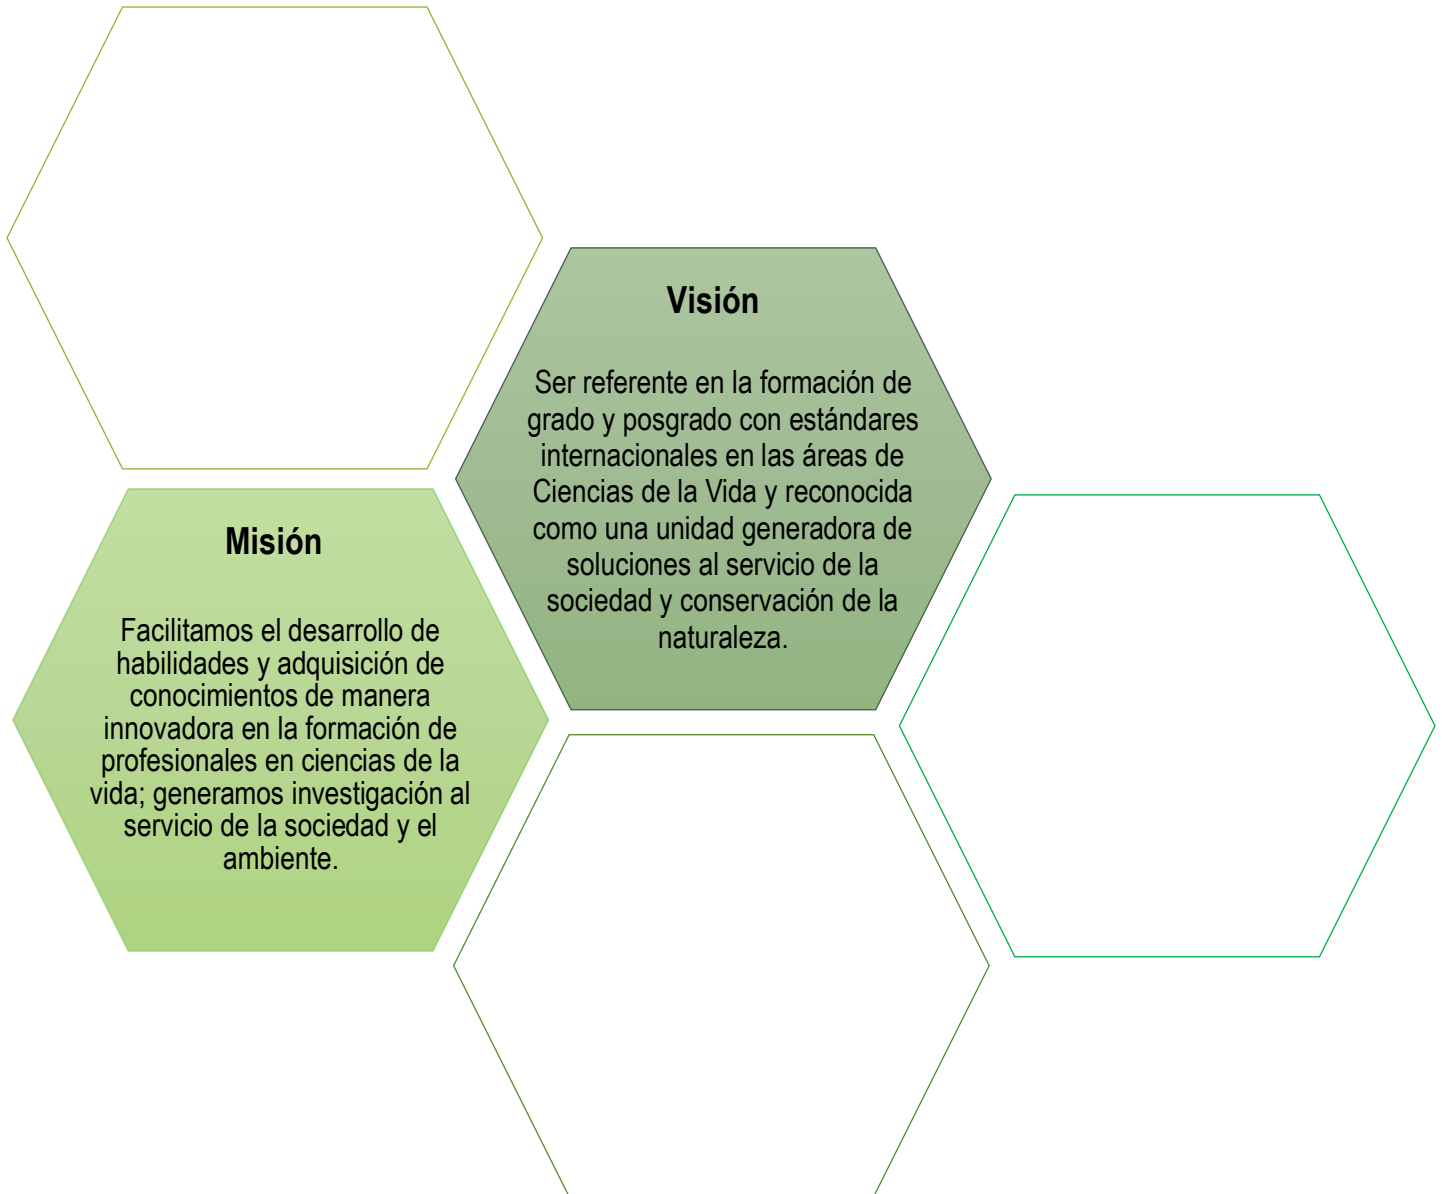 Visión
Ser referente en la formación de
grado y posgrado con estándares
internacionales en las áreas de
Ciencias de la Vida y reconocida
como una unidad generadora de
soluciones al servicio de la
sociedad y conservación de la
naturaleza.
Misión
Facilitamos el desarrollo de
habilidades y adquisición de
conocimientos de manera
innovadora en la formación de
profesionales en ciencias de la
vida; generamos investigación al
servicio de la sociedad y el
ambiente.